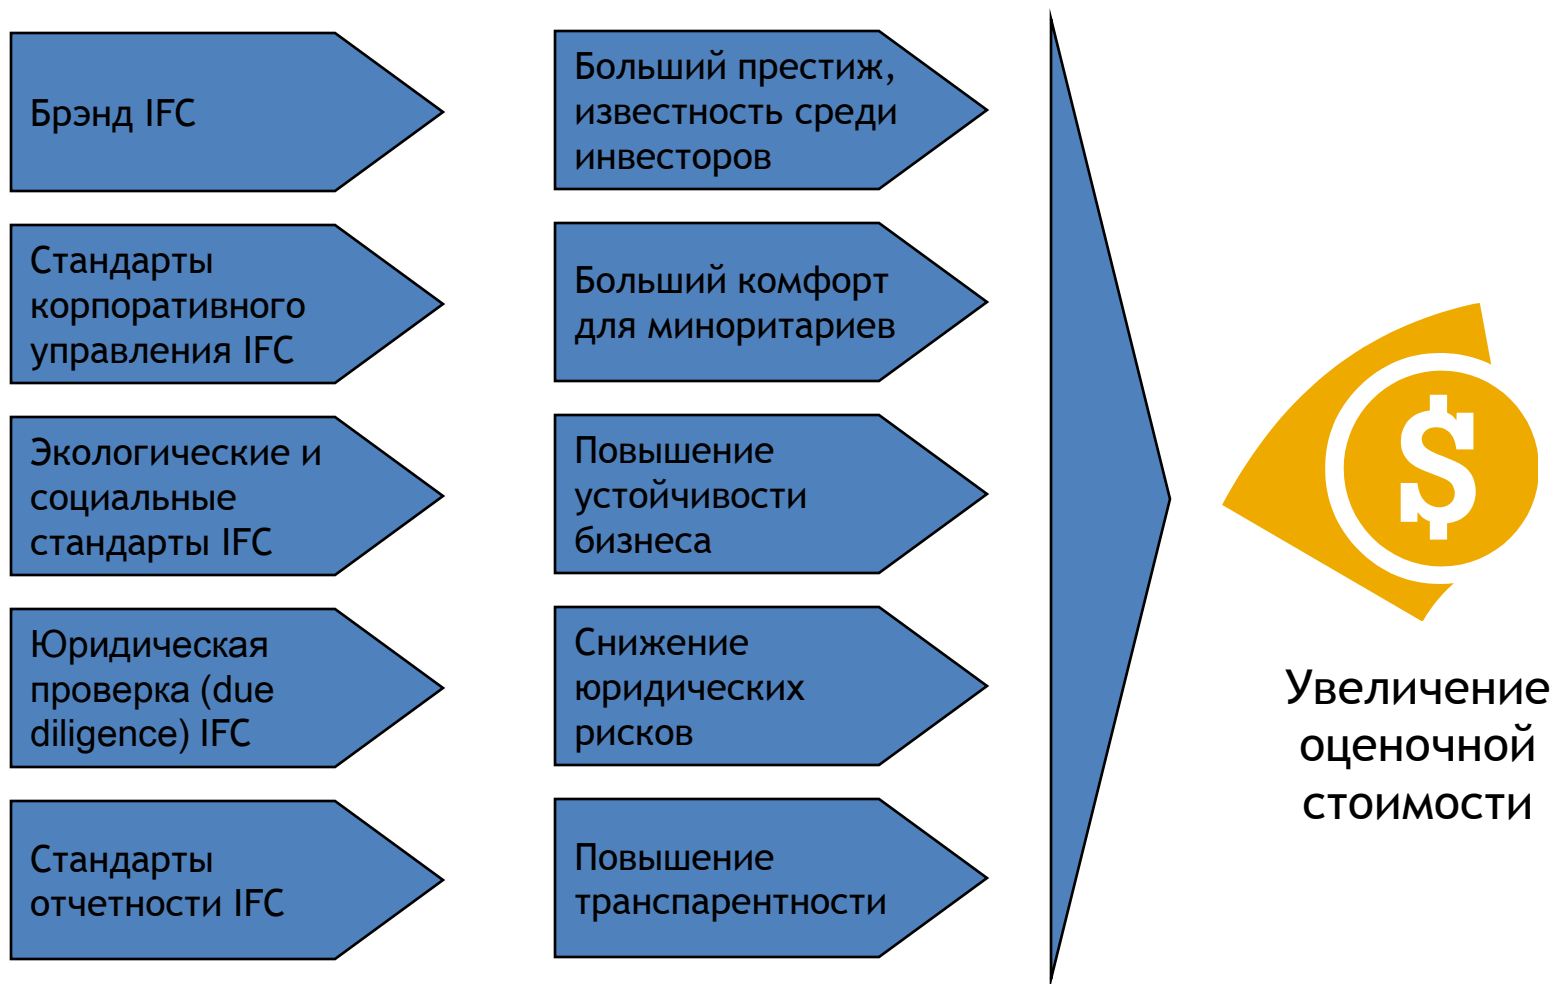 Брэнд IFC
Больший престиж,
известность среди
инвесторов
Стандарты
корпоративного
управления IFC
Больший комфорт
для миноритариев
Экологические и
социальные
стандарты IFC
Повышение
устойчивости
бизнеса
Юридическая
проверка (due
diligence) IFC
Снижение
юридических
рисков
Стандарты
отчетности IFC
Повышение
транспарентности
$
Увеличение
оценочной
стоимости